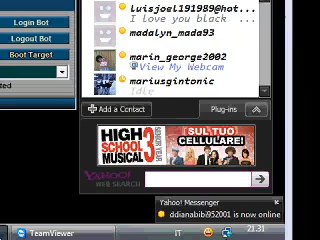 luisjoel191989@hot...
I love you black ...
Login Bot
madalyn_mada93
Logout Bot
Boot Target
marin_george2002
View My Webcam
mariusgintonic
Idle
Add a Contact
Plug-ins
HIGH SCHOOL MUSICAL 3
SENIOR YEAR
SUL TUO CELLULARE!
YAHOO!
WEB SEARCH
Yahoo! Messenger
ddianabibi952001 is now online
TeamViewer
IT
21.31